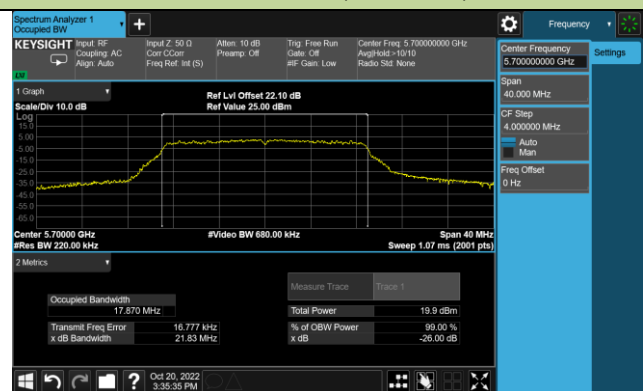 Spectrum Analyzer 1
Occupied BW
Frequency
KEYSIGHT
Input: RF
Coupling: AC
Align: Auto
Input Z: 50 Ω
Corr CCorr
Freq Ref: Int (S)
Atten: 10 dB
Preamp: Off
Trig: Free Run
Gate: Off
#IF Gain: Low
Center Freq: 5.700000000 GHz
Avg|Hold:>10/10
Radio Std: None
Center Frequency
5.700000000 GHz
Settings
Span
40.000 MHz
CF Step
4.000000 MHz
Auto
Man
Freq Offset
0 Hz
1 Graph
Scale/Div 10.0 dB
Ref Lvl Offset 22.10 dB
Ref Value 25.00 dBm
Log
15.0
5.00
-5.00
-15.0
-25.0
-35.0
-45.0
-55.0
-65.0
Center 5.70000 GHz
#Video BW 680.00 kHz
Span 40 MHz
#Res BW 220.00 kHz
Sweep 1.07 ms (2001 pts)
2 Metrics
Measure Trace
Trace 1
Occupied Bandwidth
17.870 MHz
Total Power
19.9 dBm
Transmit Freq Error
16.777 kHz
% of OBW Power
99.00 %
x dB Bandwidth
21.83 MHz
x dB
-26.00 dB
?
Oct 20, 2022
3:35:35 PM